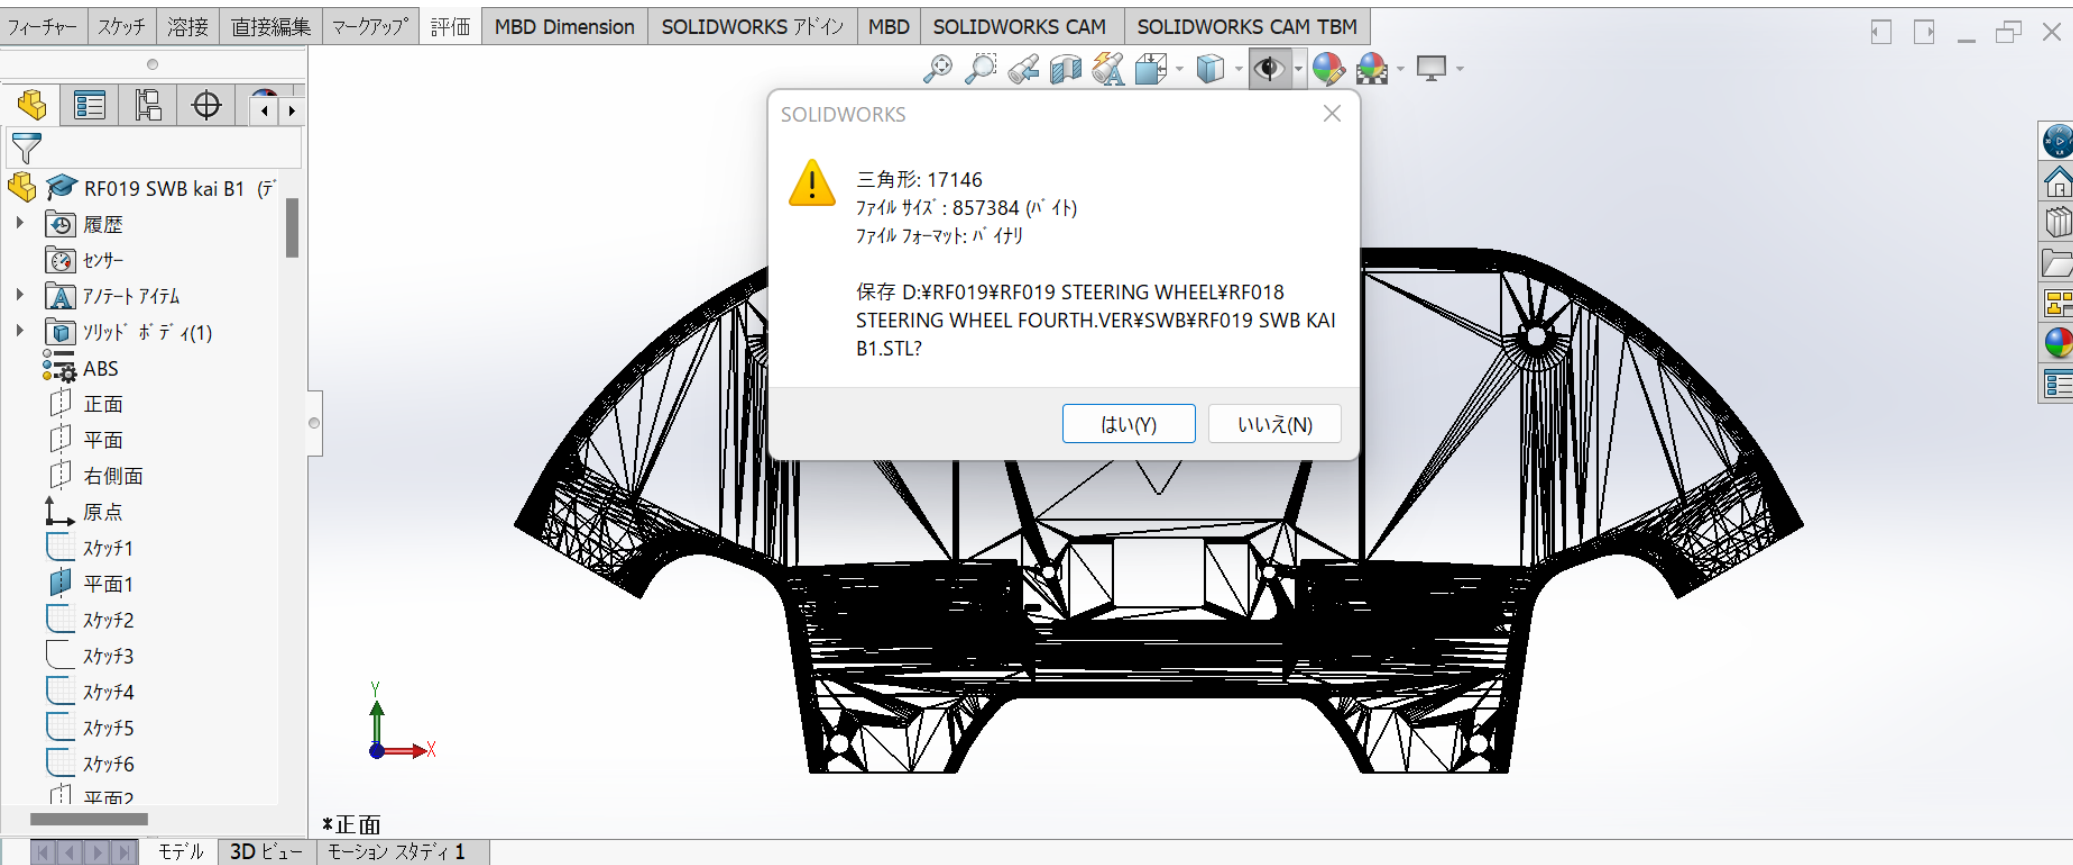 フィーチャー スケッチ 溶接 直接編集 マークアップ 評価 MBD Dimension SOLIDWORKS アドイン MBD SOLIDWORKS CAM SOLIDWORKS CAM TBM
SOLIDWORKS
三角形: 17146
ファイル サイズ : 857384 (バイト)
ファイル フォーマット: バイナリ
保存 D:¥RF019¥RF019 STEERING WHEEL¥RF018
STEERING WHEEL FOURTH.VER¥SWB¥RF019 SWB KAI
B1.STL?
はい(Y) いいえ(N)
RF019 SWB kai B1 (デ
履歴
センサー
アノテート アイテム
ソリッド ボディ(1)
ABS
正面
平面
右側面
原点
スケッチ1
平面1
スケッチ2
スケッチ3
スケッチ4
スケッチ5
スケッチ6
平面2
Y
X
*正面
モデル 3D ビュー モーション スタディ 1